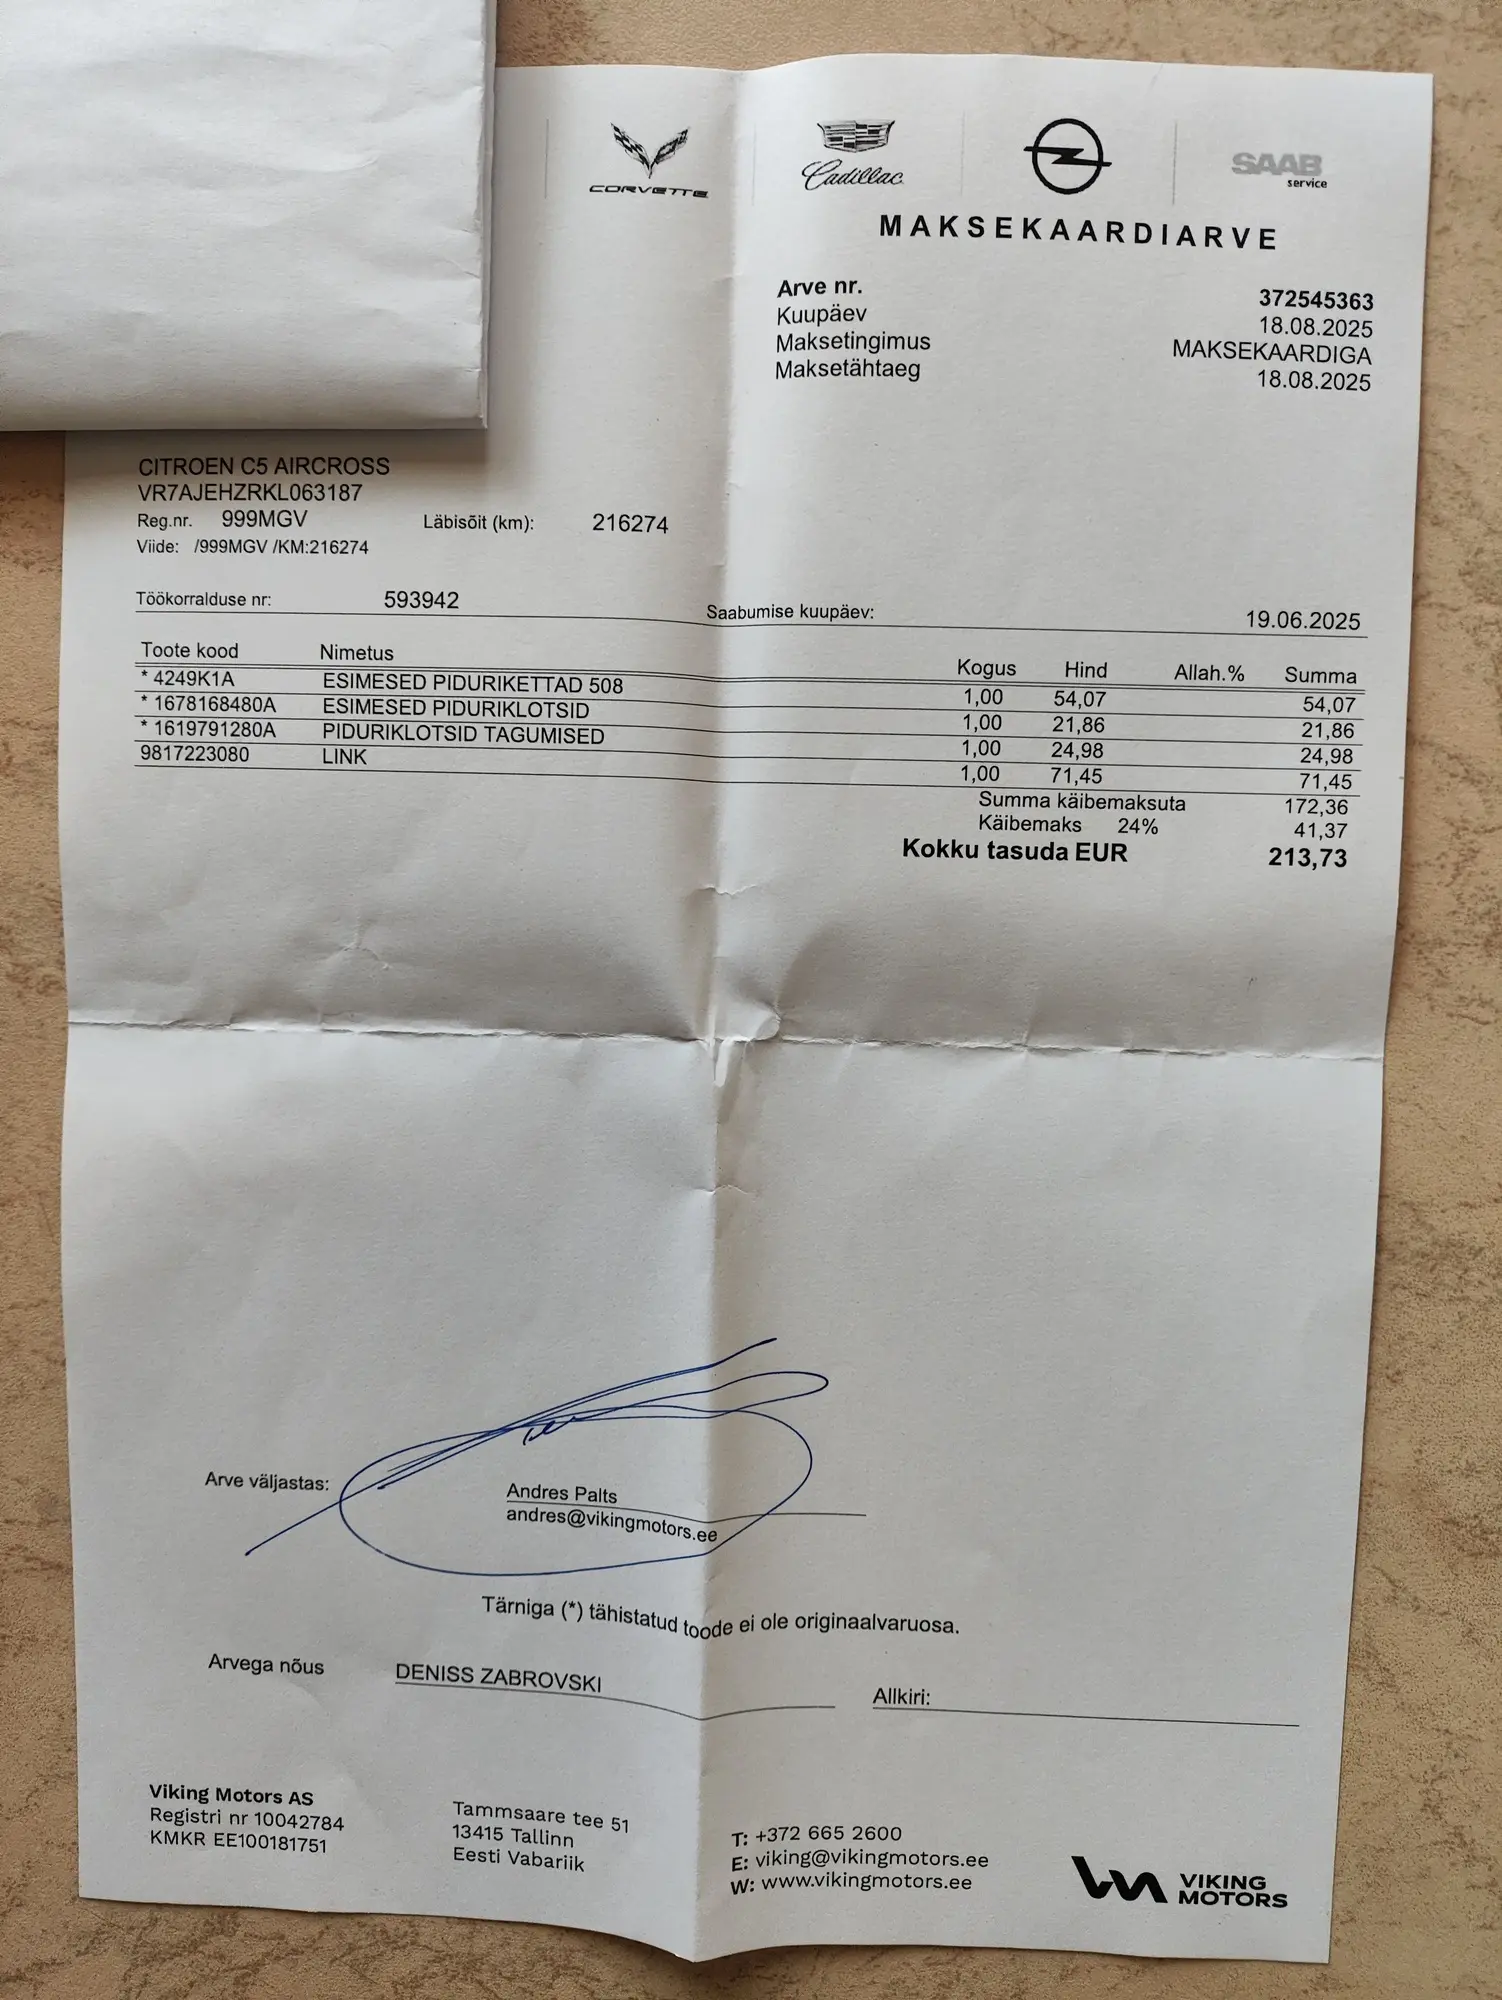 CORVETTE
Cadillac
SAAB
service
MAKSEKAARDIARVE
Arve nr. 372545363
Kuupäev 18.08.2025
Maksetingimus MAKSEKAARDIGA
Maksetähtaeg 18.08.2025
CITROEN C5 AIRCROSS
VR7AJEHZRKL063187
Reg.nr. 999MGV Läbisõit (km): 216274
Viide: /999MGV /KM:216274
Töökorralduse nr: 593942 Saabumise kuupäev: 19.06.2025
Toote kood Nimetus Kogus Hind Allah.% Summa
* 4249K1A ESIMESED PIDURIKETTAD 508 1,00 54,07 54,07
* 1678168480A ESIMESED PIDURIKLOTSID 1,00 21,86 21,86
* 1619791280A PIDURIKLOTSID TAGUMISED 1,00 24,98 24,98
9817223080 LINK 1,00 71,45 71,45
Summa käibemaksuta 172,36
Käibemaks 24% 41,37
Kokku tasuda EUR 213,73
Arve väljastas: Andres Palts
andres@vikingmotors.ee
Tärniga (*) tähistatud toode ei ole originaalvaruosa.
Arvega nõus DENISS ZABROVSKI Allkiri:
Viking Motors AS
Registri nr 10042784
KMKR EE100181751
Tammsaare tee 51
13415 Tallinn
Eesti Vabariik
T: +372 665 2600
E: viking@vikingmotors.ee
W: www.vikingmotors.ee
VIKING
MOTORS